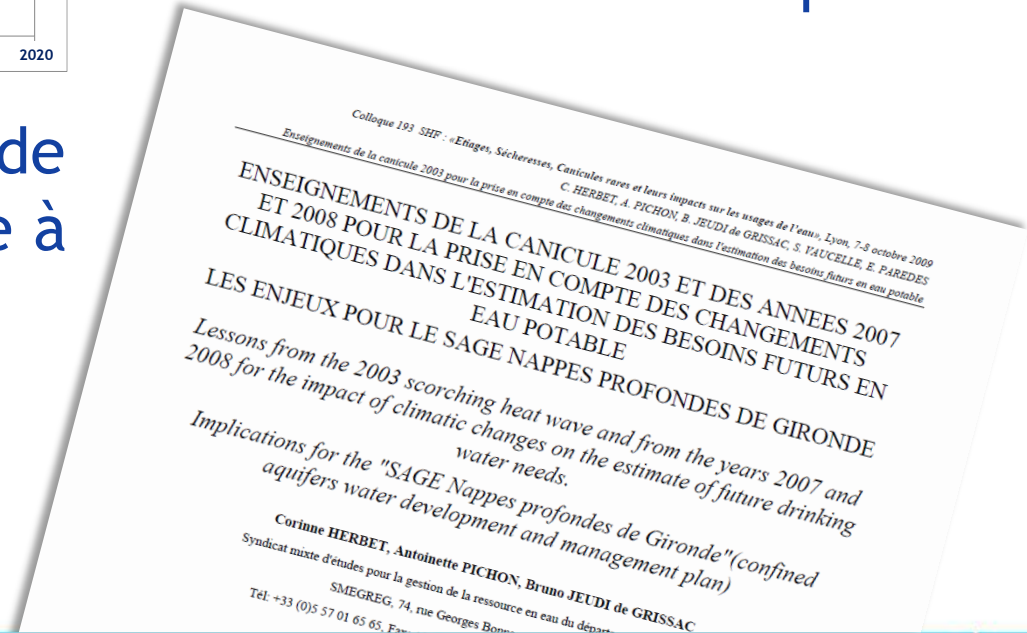 2020
de
e à
Colloque 193 SHF : «Etiages, Sécheresses, Canicules rares et leurs impacts sur les usages de l'eau», Lyon, 7-8 octobre 2009
C. HERBET, A. PICHON, B. JEUDI de GRISSAC, S. VAUCELLE, E. PAREDES
Enseignements de la canicule 2003 pour la prise en compte des changements climatiques dans l'estimation des besoins futurs en eau potable
ENSEIGNEMENTS DE LA CANICULE 2003 ET DES ANNEES 2007
ET 2008 POUR LA PRISE EN COMPTE DES CHANGEMENTS
CLIMATIQUES DANS L'ESTIMATION DES BESOINS FUTURS EN
EAU POTABLE
LES ENJEUX POUR LE SAGE NAPPES PROFONDES DE GIRONDE
Lessons from the 2003 scorching heat wave and from the years 2007 and
2008 for the impact of climatic changes on the estimate of future drinking
water needs.
Implications for the "SAGE Nappes profondes de Gironde"(confined
aquifers water development and management plan)
Corinne HERBET, Antoinette PICHON, Bruno JEUDI de GRISSAC
Syndicat mixte d'études pour la gestion de la ressource en eau du
SMEGREG, 74, rue Georges
Tél: +33 (0)5 57 01 65 65,